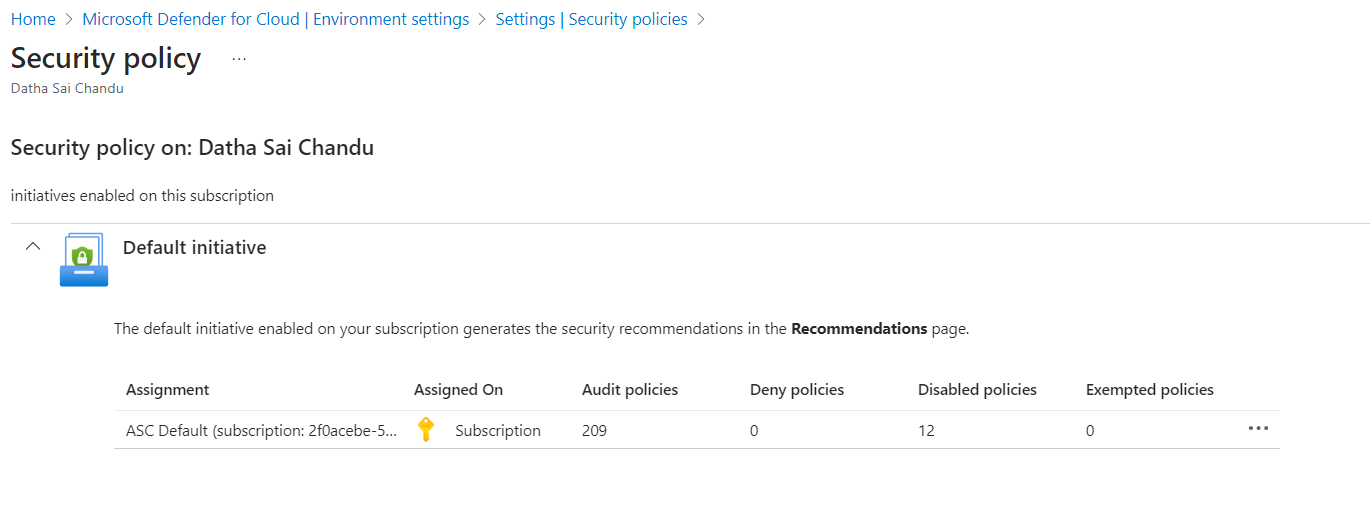 Home > Microsoft Defender for Cloud | Environment settings > Settings | Security policies >
Security policy ...
Datha Sai Chandu
Security policy on: Datha Sai Chandu
initiatives enabled on this subscription
Default initiative
The default initiative enabled on your subscription generates the security recommendations in the Recommendations page.
Assignment Assigned On Audit policies Deny policies Disabled policies Exempted policies
ASC Default (subscription: 2f0acebe-5... Subscription 209 0 12 0 ...